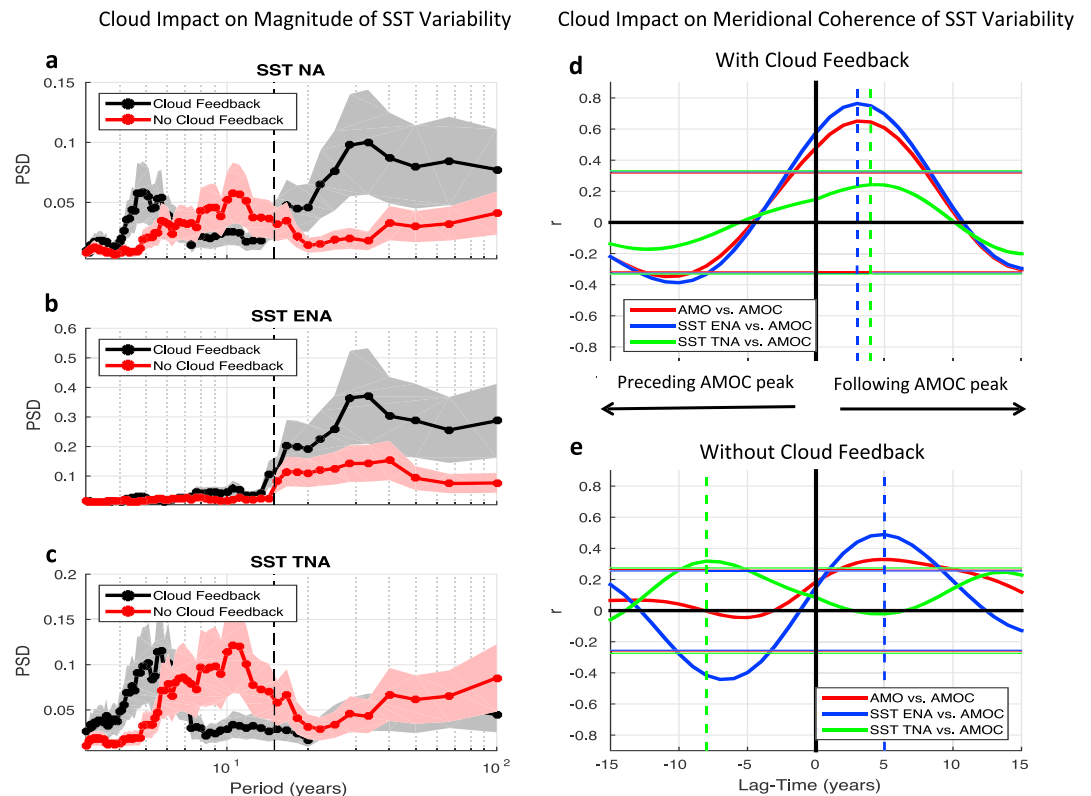 Cloud Impact on Magnitude of SST Variability
Cloud Impact on Meridional Coherence of SST Variability
a
SST NA
0.15
0.1
0.05
PSD
Cloud Feedback
No Cloud Feedback
b
SST ENA
0.6
0.5
0.4
0.3
0.2
0.1
PSD
Cloud Feedback
No Cloud Feedback
c
SST TNA
0.2
0.15
0.1
0.05
PSD
Cloud Feedback
No Cloud Feedback
10¹
10²
Period (years)
d
With Cloud Feedback
0.8
0.6
0.4
0.2
0
-0.2
-0.4
-0.6
-0.8
r
AMO vs. AMOC
SST ENA vs. AMOC
SST TNA vs. AMOC
-15
-10
-5
0
5
10
15
Preceding AMOC peak
Following AMOC peak
e
Without Cloud Feedback
0.8
0.6
0.4
0.2
0
-0.2
-0.4
-0.6
-0.8
r
AMO vs. AMOC
SST ENA vs. AMOC
SST TNA vs. AMOC
-15
-10
-5
0
5
10
15
Lag-Time (years)